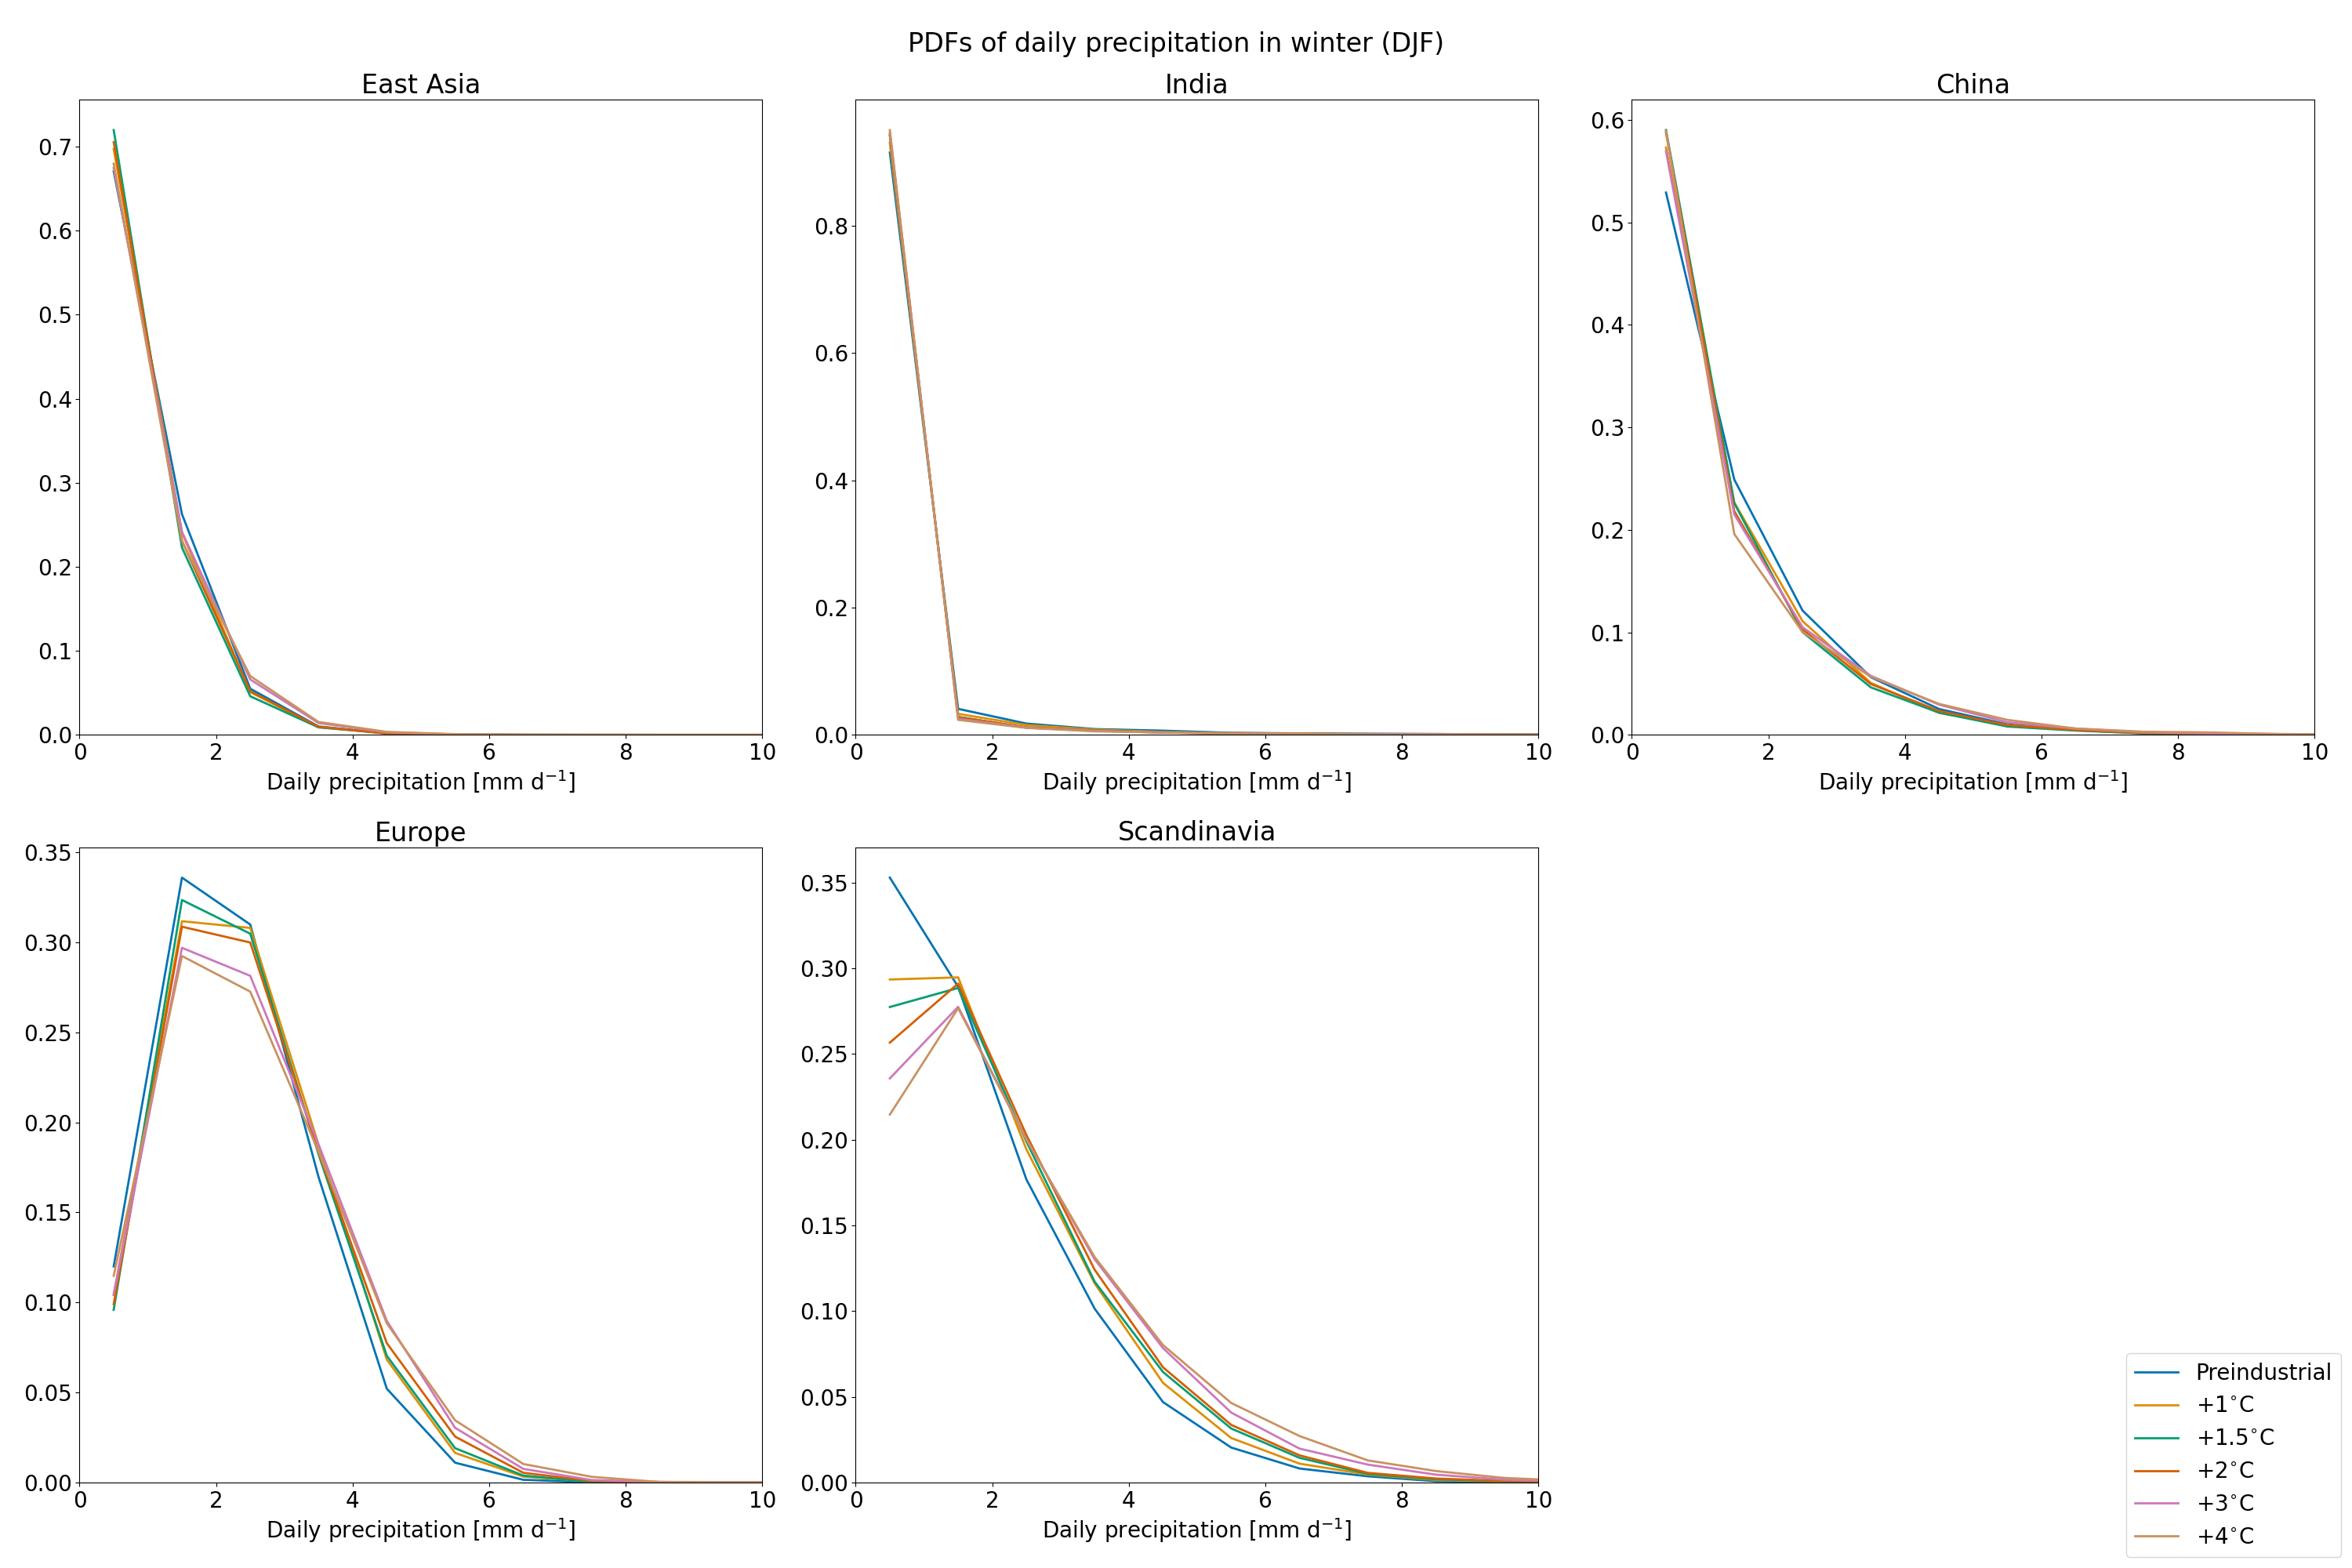 PDFs of daily precipitation in winter (DJF)
East Asia
0.7
0.6
0.5
0.4
0.3
0.2
0.1
0.0
0 2 4 6 8 10
Daily precipitation [mm d⁻¹]
India
0.8
0.6
0.4
0.2
0.0
0 2 4 6 8 10
Daily precipitation [mm d⁻¹]
China
0.6
0.5
0.4
0.3
0.2
0.1
0.0
0 2 4 6 8 10
Daily precipitation [mm d⁻¹]
Europe
0.35
0.30
0.25
0.20
0.15
0.10
0.05
0.00
0 2 4 6 8 10
Daily precipitation [mm d⁻¹]
Scandinavia
0.35
0.30
0.25
0.20
0.15
0.10
0.05
0.00
0 2 4 6 8 10
Daily precipitation [mm d⁻¹]
Preindustrial
+1°C
+1.5°C
+2°C
+3°C
+4°C